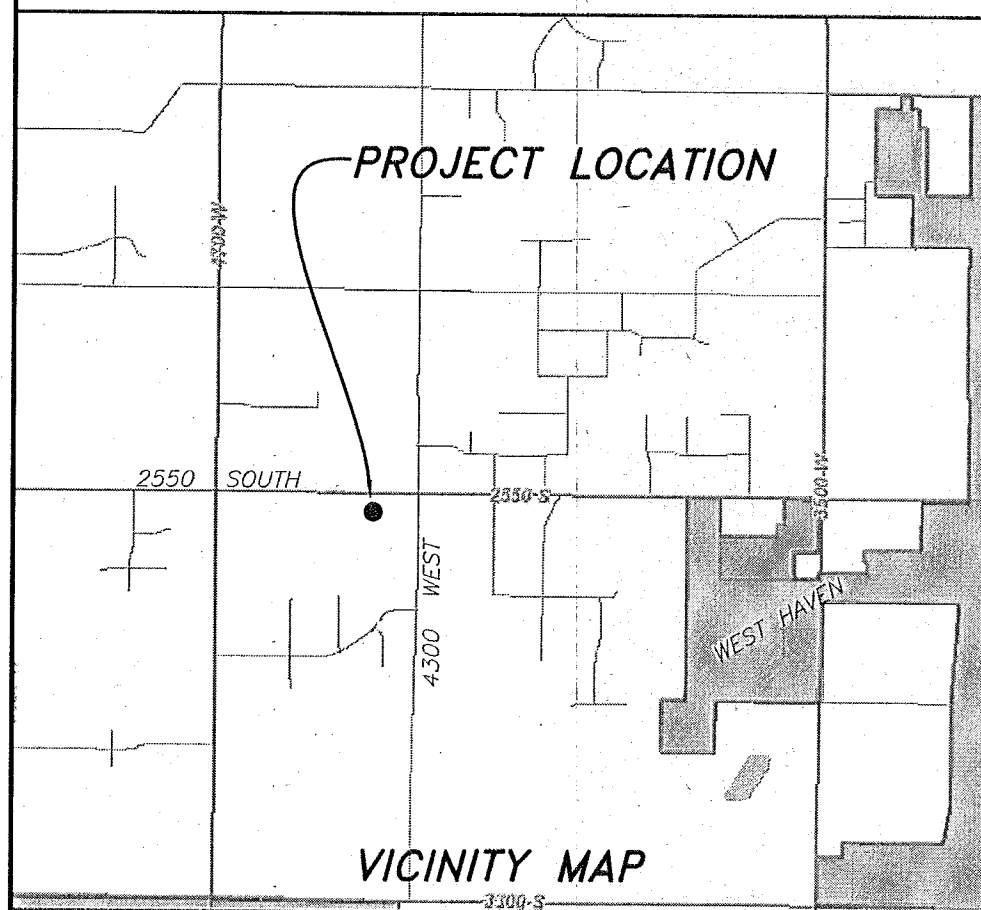 PROJECT LOCATION
2550 SOUTH
2550-S
3500-W
4300 WEST
WEST HAVEN
VICINITY MAP
3300-S